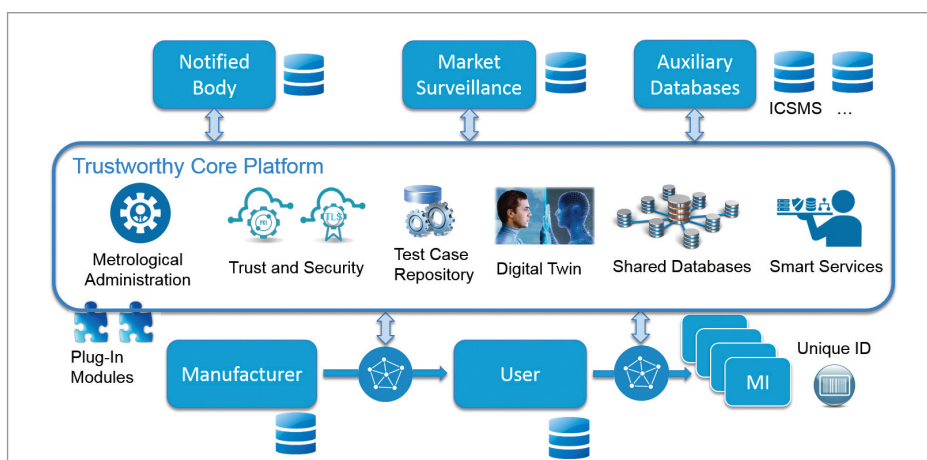 Notified
Body
Market
Surveillance
Auxiliary
Databases
ICSMS ...
Trustworthy Core Platform
TLS
Metrological
Administration
Trust and Security
Test Case
Repository
Digital Twin
Shared Databases
Smart Services
Plug-In
Modules
Manufacturer
User
MI
Unique ID